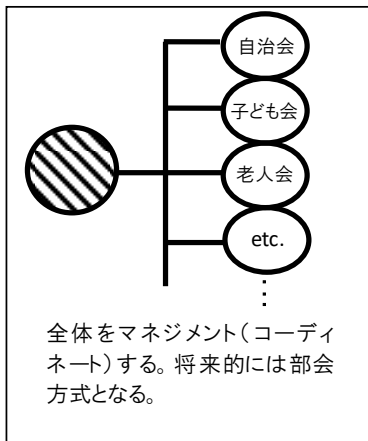 自治会
子ども会
老人会
etc.
全体をマネジメント（コーディ
ネート）する。将来的には部会
方式となる。